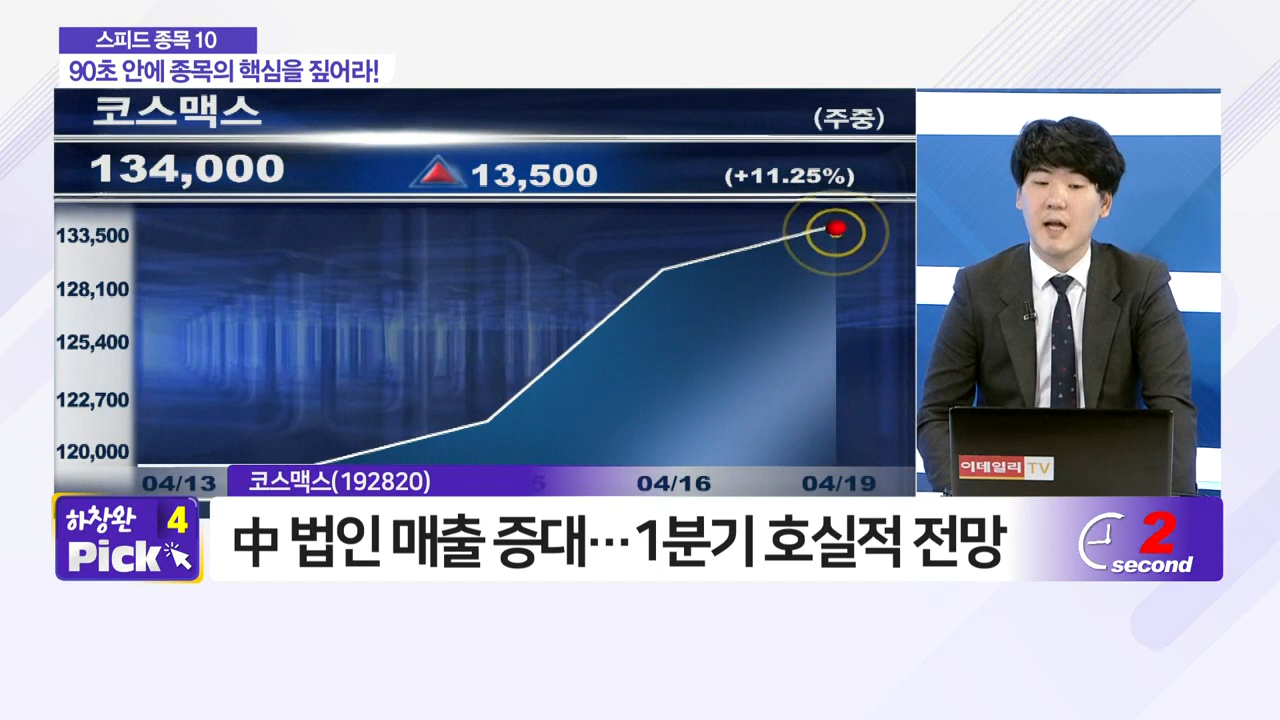 스피드 종목 10
90초 안에 종목의 핵심을 짚어라!
코스맥스
(주중)
134,000 ▲ 13,500 (+11.25%)
133,500
128,100
125,400
122,700
120,000
04/13 5 04/16 04/19
코스맥스(192820)
이데일리TV
하창완 4
Pick
中 법인 매출 증대…1분기 호실적 전망
2
second